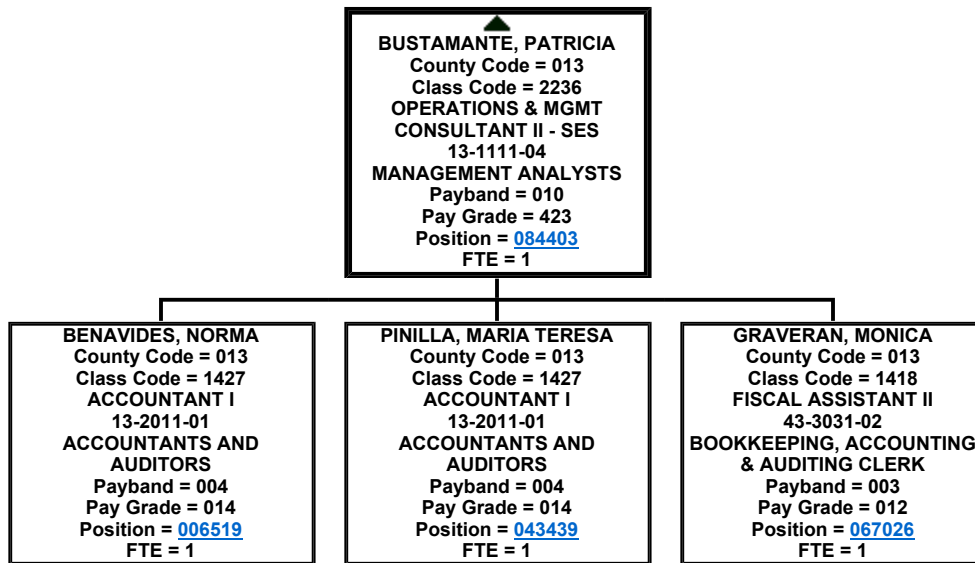 BUSTAMANTE, PATRICIA
County Code = 013
Class Code = 2236
OPERATIONS & MGMT
CONSULTANT II - SES
13-1111-04
MANAGEMENT ANALYSTS
Payband = 010
Pay Grade = 423
Position = 084403
FTE = 1
BENAVIDES, NORMA
County Code = 013
Class Code = 1427
ACCOUNTANT I
13-2011-01
ACCOUNTANTS AND
AUDITORS
Payband = 004
Pay Grade = 014
Position = 006519
FTE = 1
PINILLA, MARIA TERESA
County Code = 013
Class Code = 1427
ACCOUNTANT I
13-2011-01
ACCOUNTANTS AND
AUDITORS
Payband = 004
Pay Grade = 014
Position = 043439
FTE = 1
GRAVERAN, MONICA
County Code = 013
Class Code = 1418
FISCAL ASSISTANT II
43-3031-02
BOOKKEEPING, ACCOUNTING
& AUDITING CLERK
Payband = 003
Pay Grade = 012
Position = 067026
FTE = 1